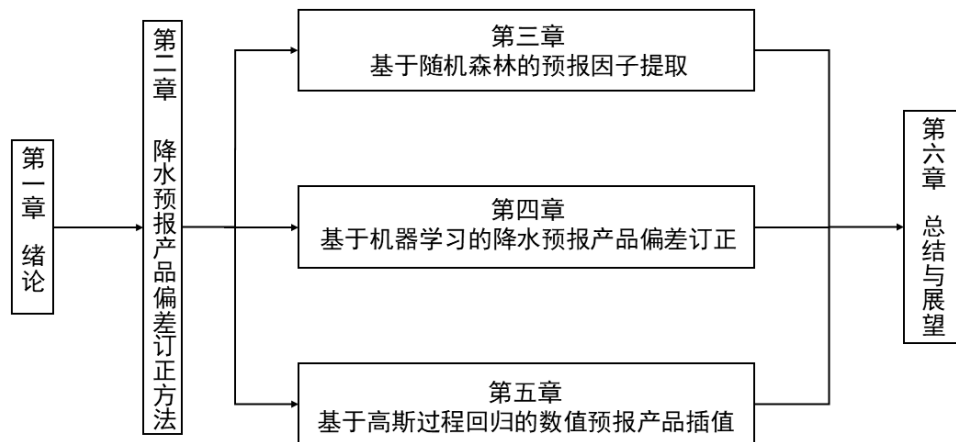 第一章 绪论
第二章 降水预报产品偏差订正方法
第三章
基于随机森林的预报因子提取
第四章
基于机器学习的降水预报产品偏差订正
第五章
基于高斯过程回归的数值预报产品插值
第六章 总结与展望